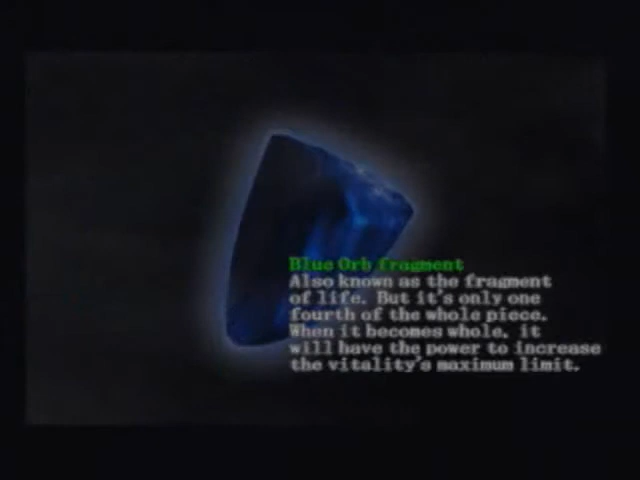 Blue Orb fragment
Also known as the fragment
of life. But it's only one
fourth of the whole piece.
When it becomes whole, it
will have the power to increase
the vitality's maximum limit.